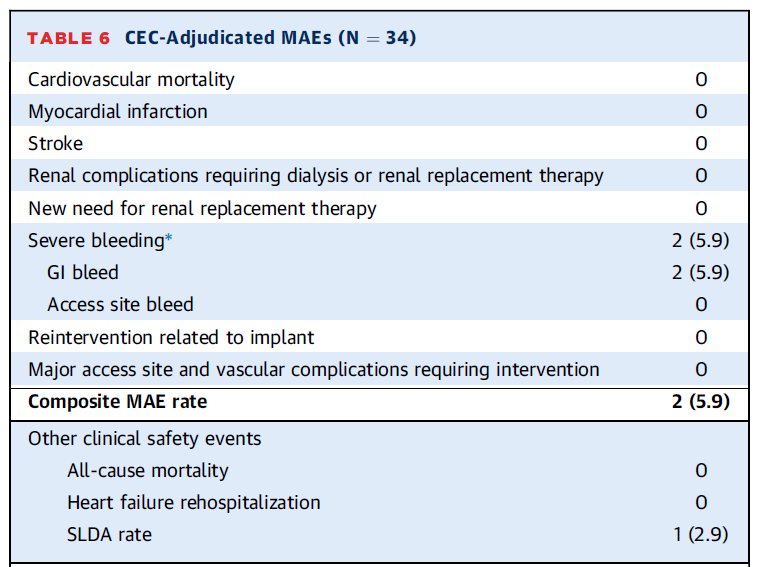 TABLE 6 CEC-Adjudicated MAEs (N = 34)
Cardiovascular mortality 0
Myocardial infarction 0
Stroke 0
Renal complications requiring dialysis or renal replacement therapy 0
New need for renal replacement therapy 0
Severe bleeding* 2 (5.9)
GI bleed 2 (5.9)
Access site bleed 0
Reintervention related to implant 0
Major access site and vascular complications requiring intervention 0
Composite MAE rate 2 (5.9)
Other clinical safety events
All-cause mortality 0
Heart failure rehospitalization 0
SLDA rate 1 (2.9)